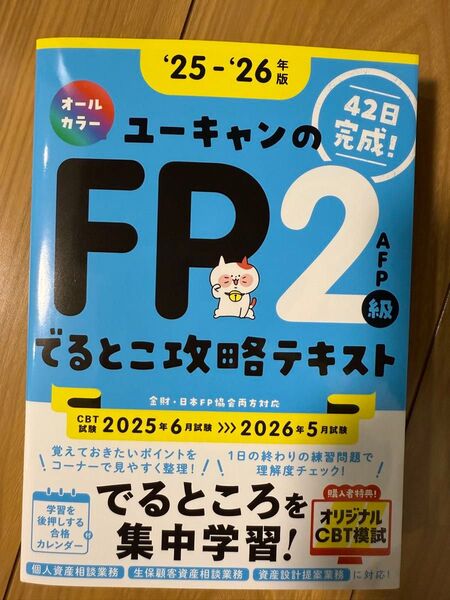 '25-'26年版
オールカラー
42日完成!
ユーキャンの
FP2級
AFP
でるとこ攻略テキスト
金財・日本FP協会両方対応
CBT試験 2025年6月試験>>>2026年5月試験
覚えておきたいポイントを
コーナーで見やすく整理!
1日の終わりの練習問題で
理解度チェック!
学習を
後押しする
合格
カレンダー付
でるところを
集中学習!
購入者特典!
オリジナル
CBT模試
個人資産相談業務 生保顧客資産相談業務 資産設計提案業務 に対応!